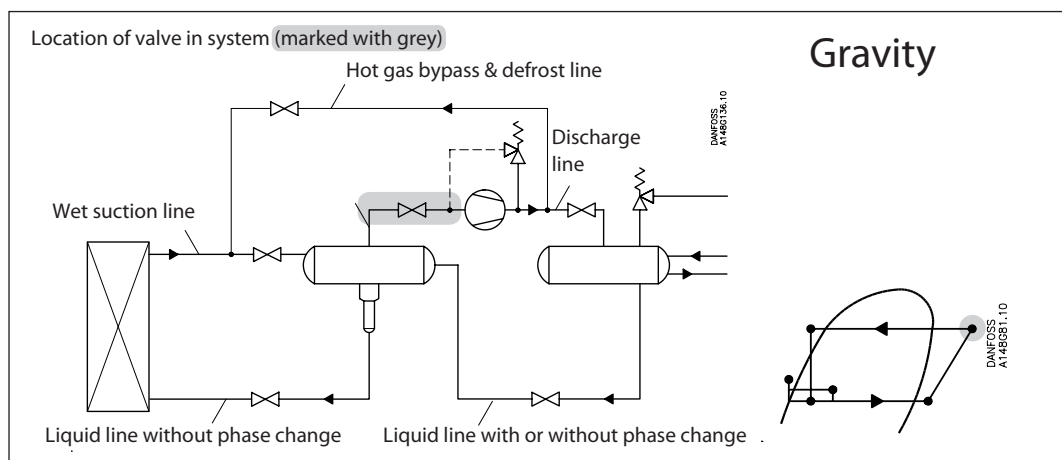 Location of valve in system (marked with grey)
Gravity
Hot gas bypass & defrost line
DANFOSS
A148G136.10
Discharge
line
Wet suction line
DANFOSS
A148G81.10
Liquid line without phase change
Liquid line with or without phase change